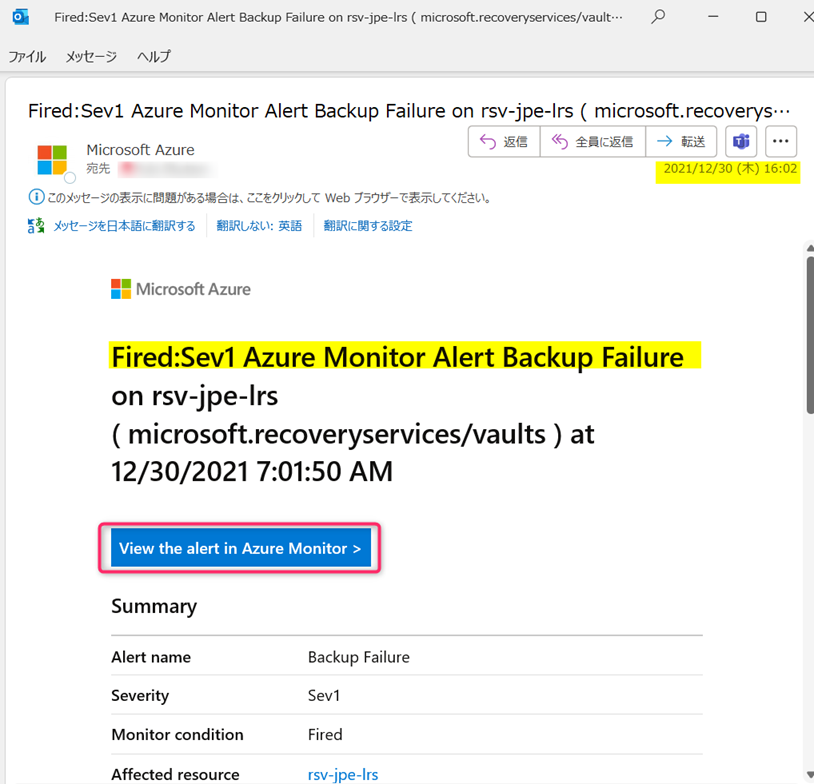 Fired:Sev1 Azure Monitor Alert Backup Failure on rsv-jpe-lrs ( microsoft.recoveryservices/vault…
ファイル メッセージ ヘルプ
Fired:Sev1 Azure Monitor Alert Backup Failure on rsv-jpe-lrs ( microsoft.recoverys…
Microsoft Azure
宛先
返信 全員に返信 転送 …
2021/12/30 (木) 16:02
このメッセージの表示に問題がある場合は、ここをクリックして Web ブラウザーで表示してください。
メッセージを日本語に翻訳する 翻訳しない: 英語 翻訳に関する設定
Microsoft Azure
Fired:Sev1 Azure Monitor Alert Backup Failure
on rsv-jpe-lrs
( microsoft.recoveryservices/vaults ) at
12/30/2021 7:01:50 AM
View the alert in Azure Monitor >
Summary
Alert name Backup Failure
Severity Sev1
Monitor condition Fired
Affected resource rsv-jpe-lrs